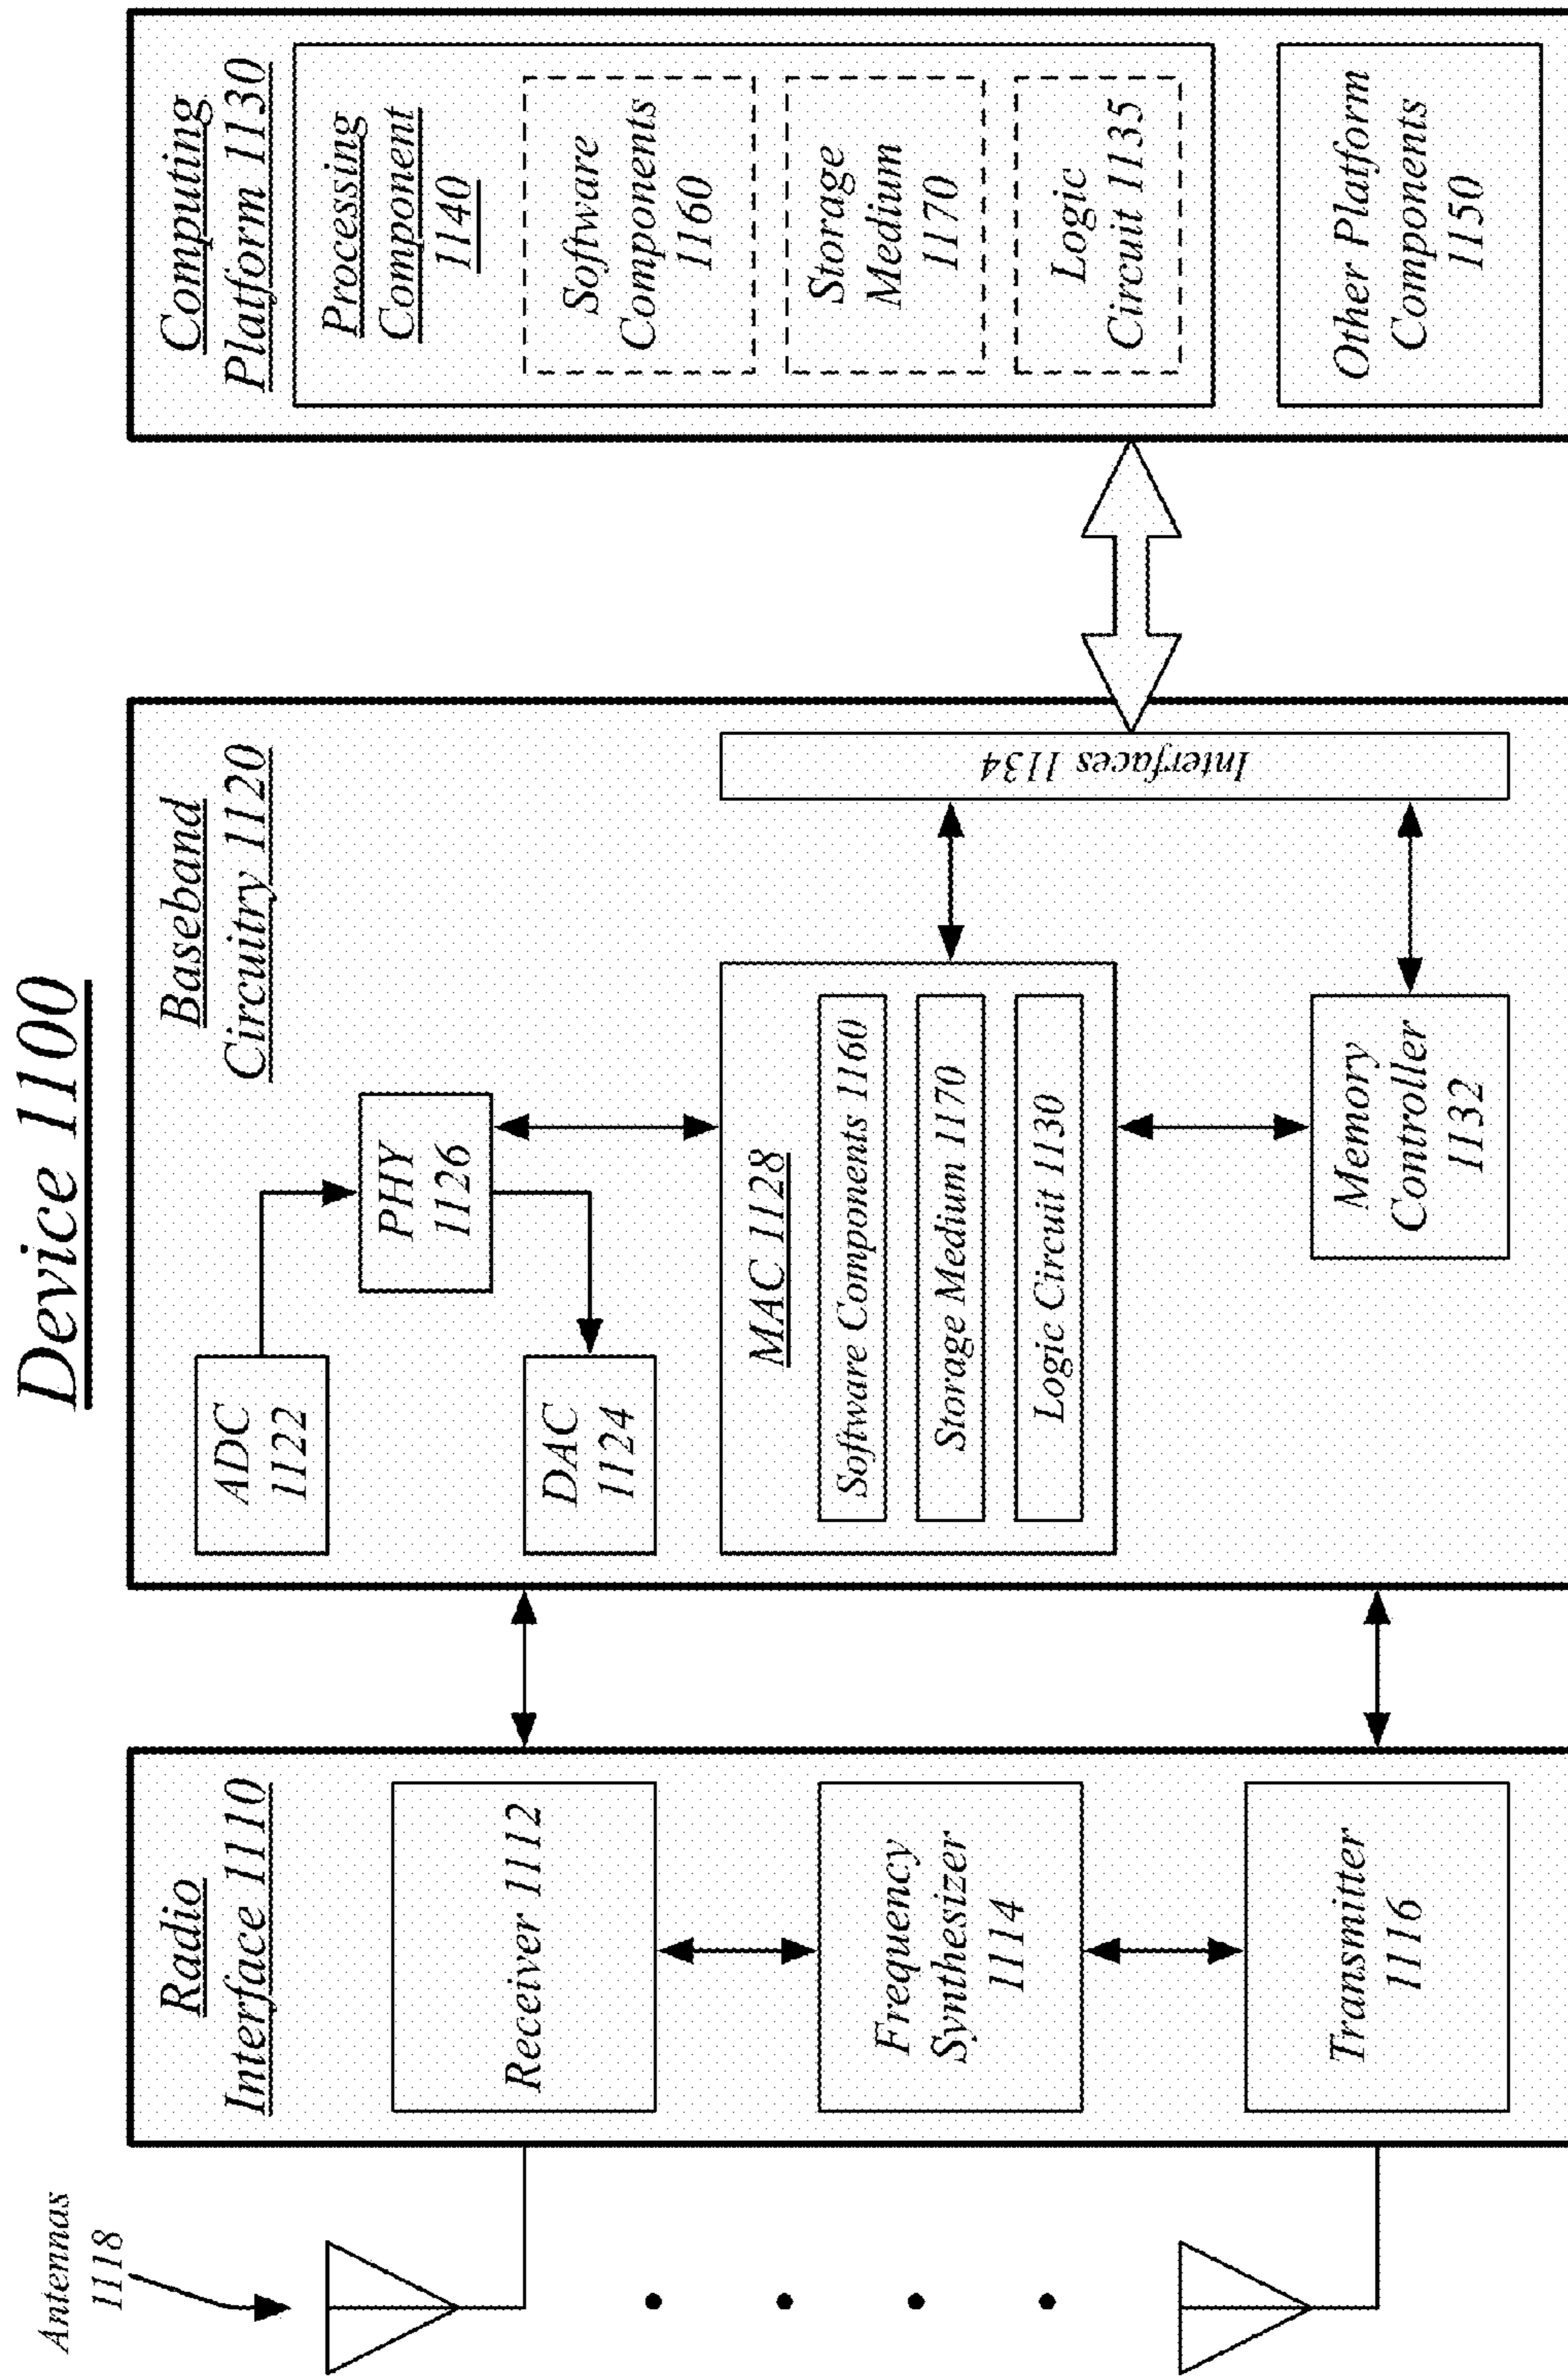 Device 1100
Antennas
1118
Radio
Interface 1110
Receiver 1112
Frequency
Synthesizer
1114
Transmitter
1116
Baseband
Circuitry 1120
ADC
1122
PHY
1126
DAC
1124
MAC 1128
Software Components 1160
Storage Medium 1170
Logic Circuit 1130
Memory
Controller
1132
Interfaces 1134
Computing
Platform 1130
Processing
Component
1140
Software
Components
1160
Storage
Medium
1170
Logic
Circuit 1135
Other Platform
Components
1150